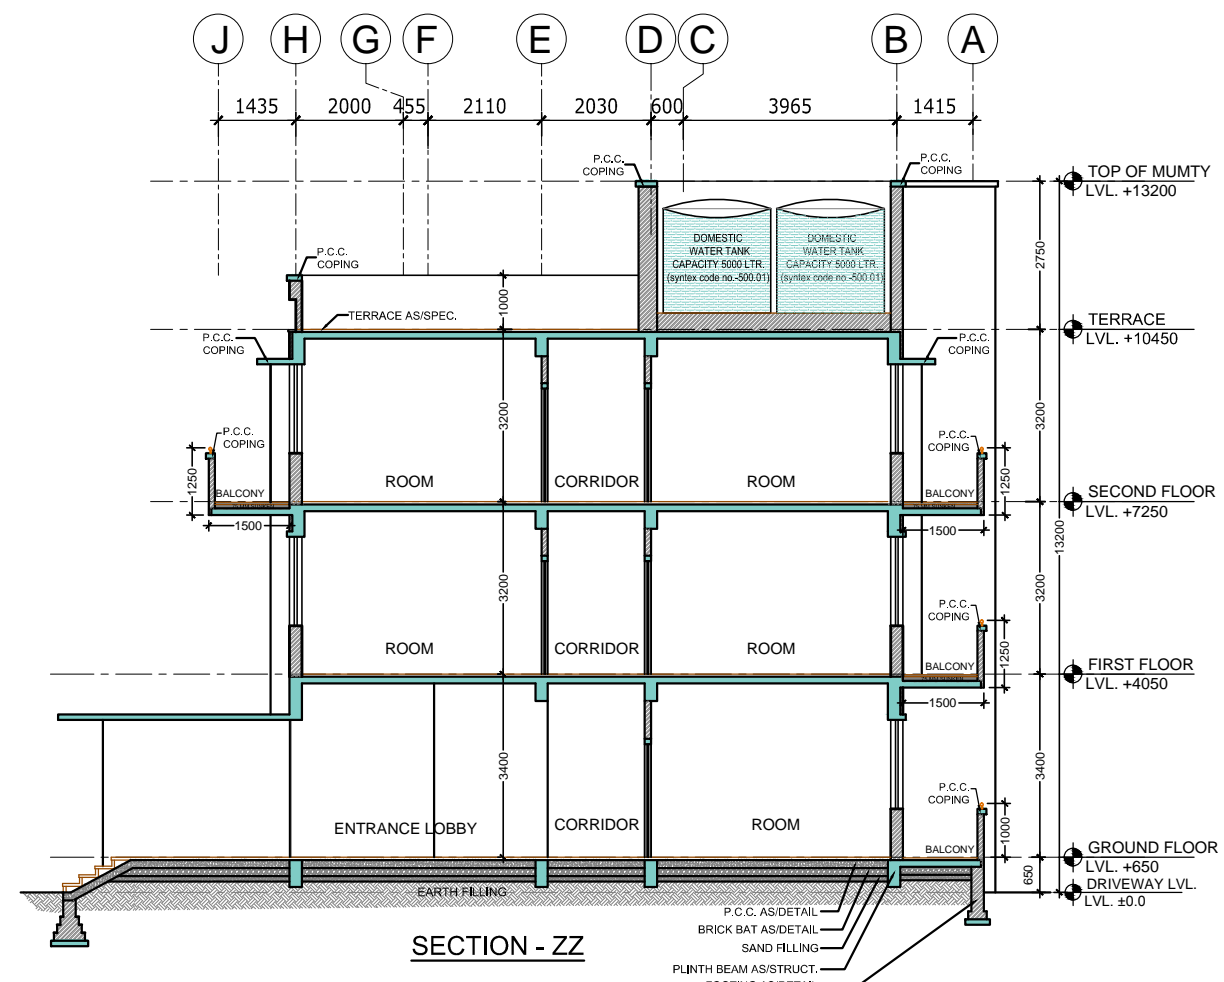 J H G F E D C B A
1435 2000 455 2110 2030 600 3965 1415
P.C.C.
COPING
P.C.C.
COPING
TOP OF MUMTY
LVL. +13200
DOMESTIC
WATER TANK
CAPACITY 5000 LTR.
(syntex code no.-500.01)
DOMESTIC
WATER TANK
CAPACITY 5000 LTR.
(syntex code no.-500.01)
2750
P.C.C.
COPING
1000
TERRACE AS/SPEC.
TERRACE
LVL. +10450
P.C.C.
COPING
P.C.C.
COPING
3200
3200
P.C.C.
COPING
P.C.C.
COPING
1250
1250
ROOM
CORRIDOR
ROOM
BALCONY
BALCONY
SECOND FLOOR
LVL. +7250
1500
1500
13200
3200
3200
P.C.C.
COPING
1250
ROOM
CORRIDOR
ROOM
BALCONY
FIRST FLOOR
LVL. +4050
1500
3400
3400
P.C.C.
COPING
1000
ENTRANCE LOBBY
CORRIDOR
ROOM
BALCONY
GROUND FLOOR
LVL. +650
650
DRIVEWAY LVL.
LVL. ±0.0
EARTH FILLING
P.C.C. AS/DETAIL
BRICK BAT AS/DETAIL
SAND FILLING
PLINTH BEAM AS/STRUCT.
SECTION - ZZ